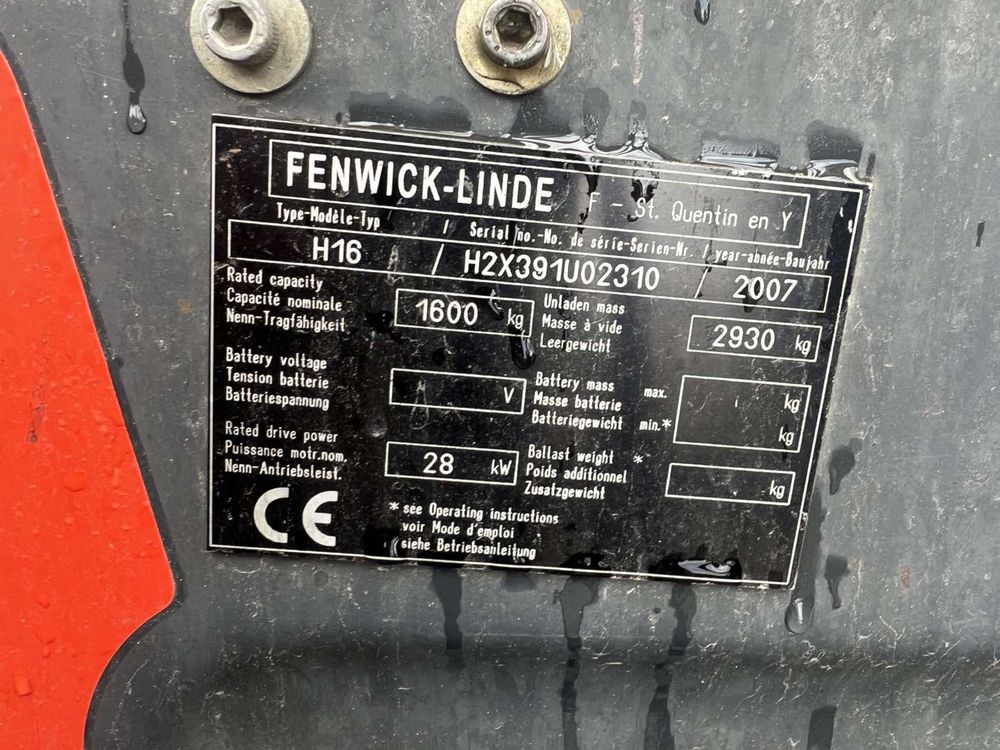 FENWICK-LINDE F - St. Quentin en Y
Type-Modèle-Typ / Serial no.-No. de série-Serien-Nr. / year-année-Baujahr
H16 / H2X391U02310 / 2007
Rated capacity
Capacité nominale
Nenn-Tragfähigkeit
1600 kg
Unladen mass
Masse à vide
Leergewicht
2930 kg
Battery voltage
Tension batterie
Batteriespannung
V
Battery mass max. kg
Masse batterie
Batteriegewicht min.* kg
Rated drive power
Puissance motr.nom.
Nenn-Antriebsleist.
28 kW
Ballast weight *
Poids additionnel
Zusatzgewicht
kg
CE
* see Operating instructions
voir Mode d'emploi
siehe Betriebsanleitung